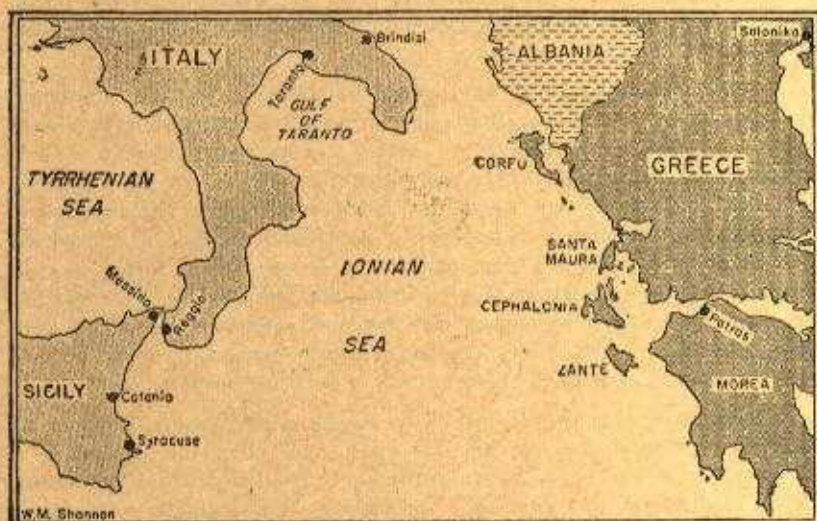 ITALY
Brindisi
Taranto
GULF
OF
TARANTO
ALBANIA
Salonika
TYRRHENIAN
SEA
CORFU
GREECE
IONIAN
SEA
SANTA
MAURA
CEPHALONIA
ZANTE
Patras
MOREA
Messina
Reggio
SICILY
Catania
Syracuse
W.M. Shannon